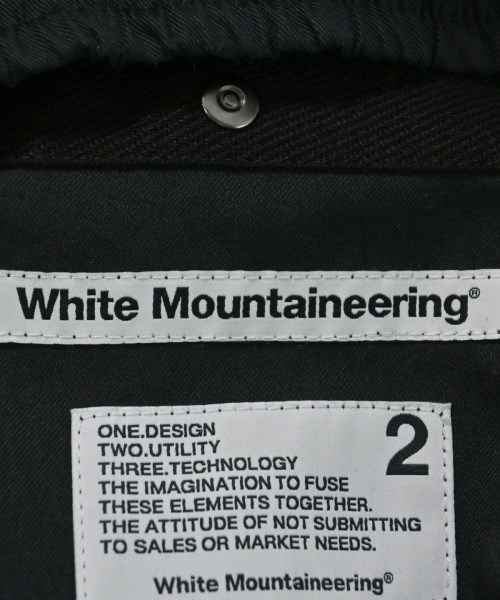 White Mountaineering®
2
ONE.DESIGN
TWO.UTILITY
THREE.TECHNOLOGY
THE IMAGINATION TO FUSE
THESE ELEMENTS TOGETHER.
THE ATTITUDE OF NOT SUBMITTING
TO SALES OR MARKET NEEDS.
White Mountaineering®